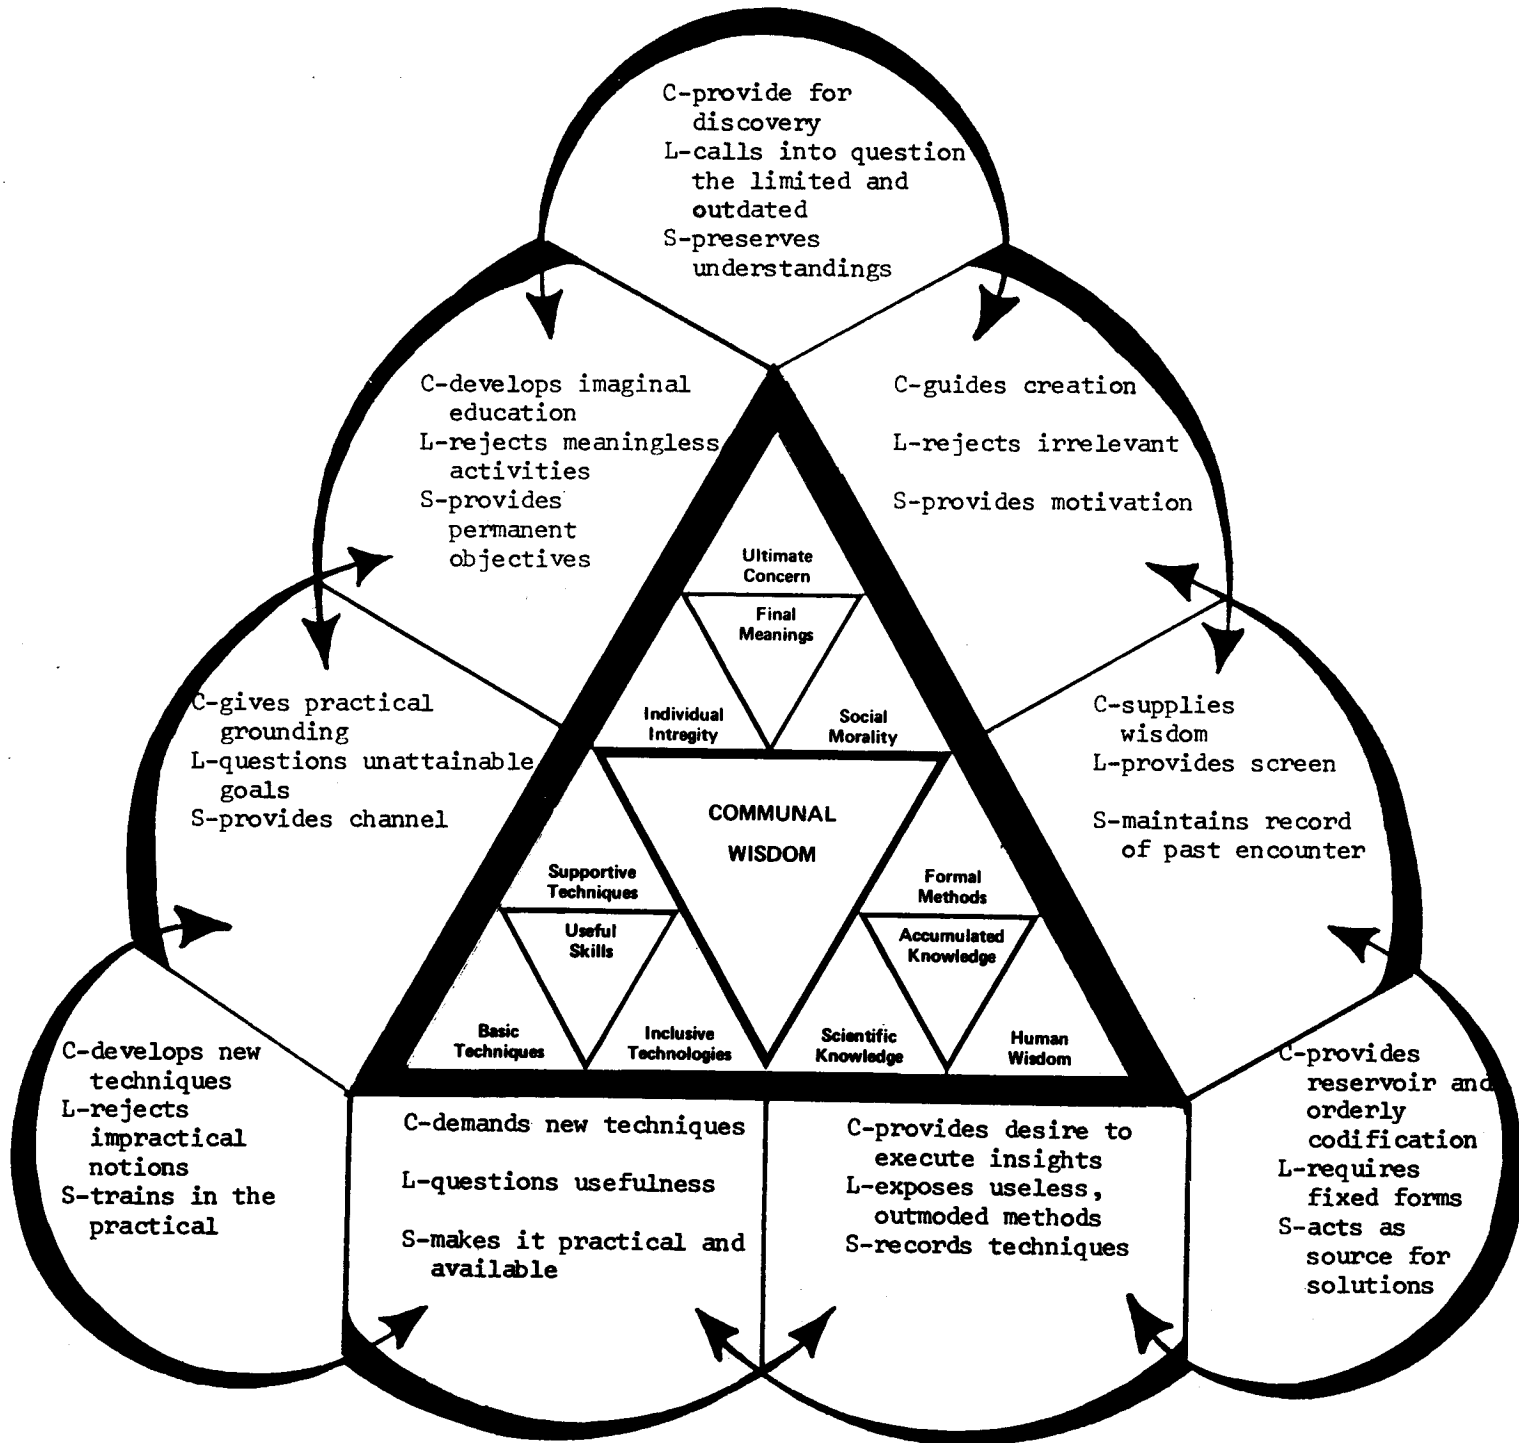 C-provide for
discovery
L-calls into question
the limited and
outdated
S-preserves
understandings
C-develops imaginal
education
L-rejects meaningless
activities
S-provides
permanent
objectives
C-guides creation
L-rejects irrelevant
S-provides motivation
C-gives practical
grounding
L-questions unattainable
goals
S-provides channel
C-supplies
wisdom
L-provides screen
S-maintains record
of past encounter
Ultimate
Concern
Final
Meanings
Individual
Intregity
Social
Morality
COMMUNAL
WISDOM
Supportive
Techniques
Useful
Skills
Basic
Techniques
Inclusive
Technologies
Formal
Methods
Accumulated
Knowledge
Scientific
Knowledge
Human
Wisdom
C-develops new
techniques
L-rejects
impractical
notions
S-trains in the
practical
C-demands new techniques
L-questions usefulness
S-makes it practical and
available
C-provides desire to
execute insights
L-exposes useless,
outmoded methods
S-records techniques
C-provides
reservoir and
orderly
codification
L-requires
fixed forms
S-acts as
source for
solutions